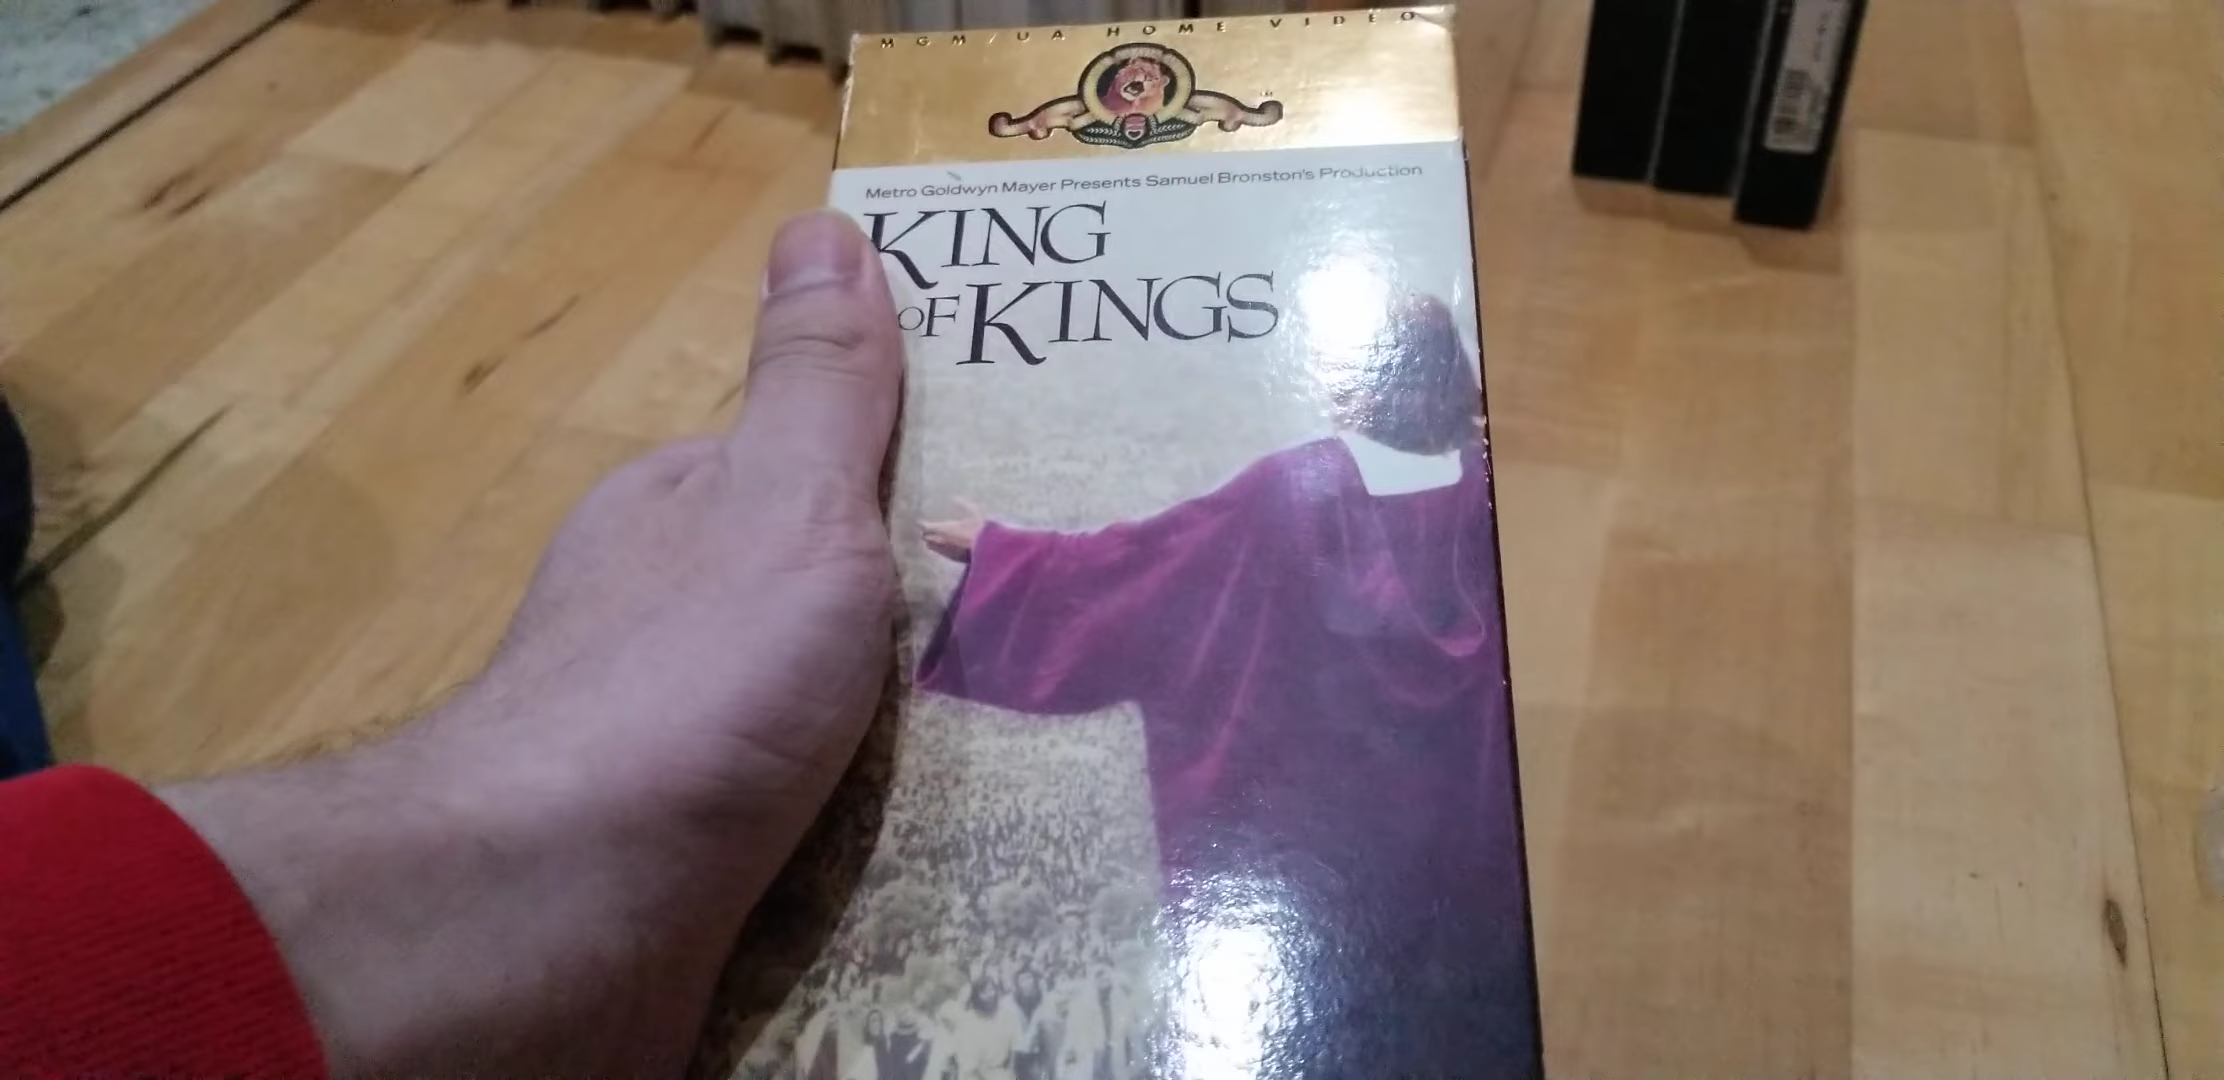 MGM/UA HOME VIDEO
Metro Goldwyn Mayer Presents Samuel Bronston's Production
KING
OF KINGS